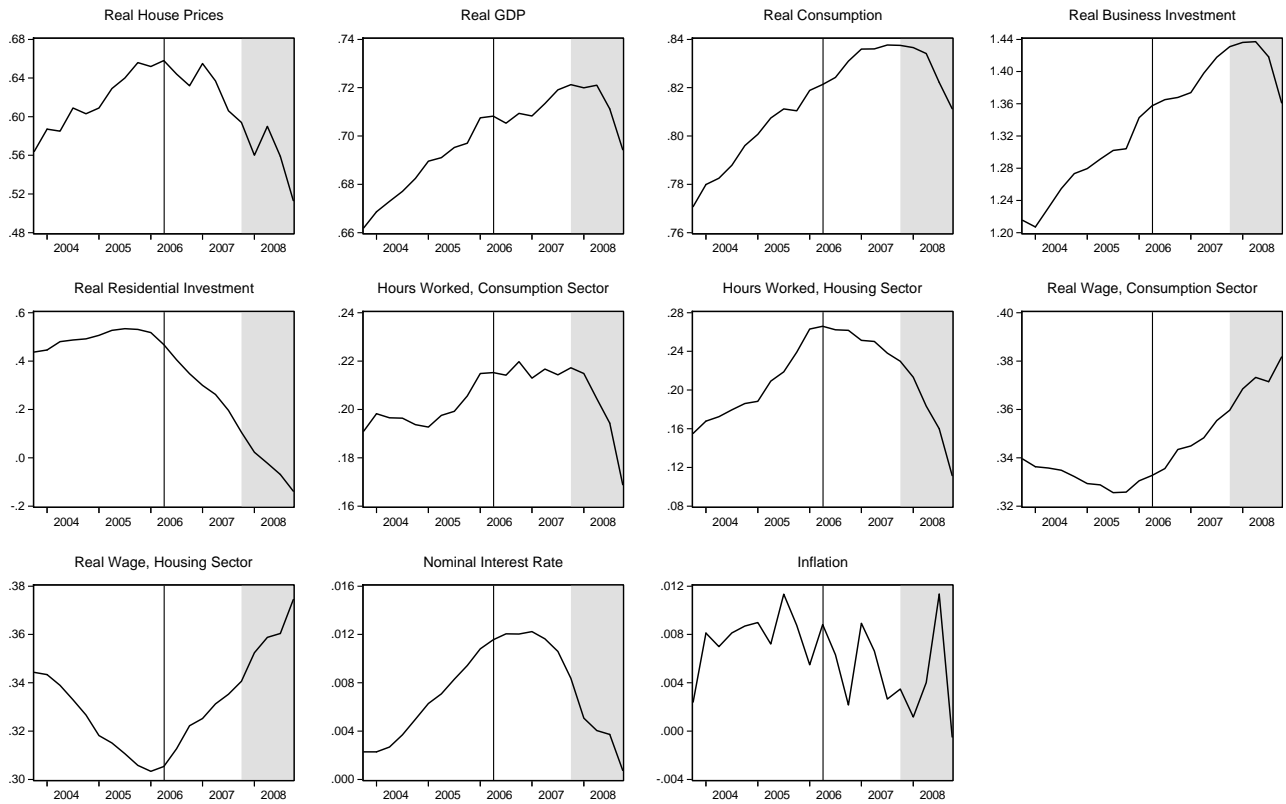 Real House Prices
.68
.64
.60
.56
.52
.48
2004 2005 2006 2007 2008
Real GDP
.74
.72
.70
.68
.66
2004 2005 2006 2007 2008
Real Consumption
.84
.82
.80
.78
.76
2004 2005 2006 2007 2008
Real Business Investment
1.44
1.40
1.36
1.32
1.28
1.24
1.20
2004 2005 2006 2007 2008
Real Residential Investment
.6
.4
.2
.0
-.2
2004 2005 2006 2007 2008
Hours Worked, Consumption Sector
.24
.22
.20
.18
.16
2004 2005 2006 2007 2008
Hours Worked, Housing Sector
.28
.24
.20
.16
.12
.08
2004 2005 2006 2007 2008
Real Wage, Consumption Sector
.40
.38
.36
.34
.32
2004 2005 2006 2007 2008
Real Wage, Housing Sector
.38
.36
.34
.32
.30
2004 2005 2006 2007 2008
Nominal Interest Rate
.016
.012
.008
.004
.000
2004 2005 2006 2007 2008
Inflation
.012
.008
.004
.000
-.004
2004 2005 2006 2007 2008